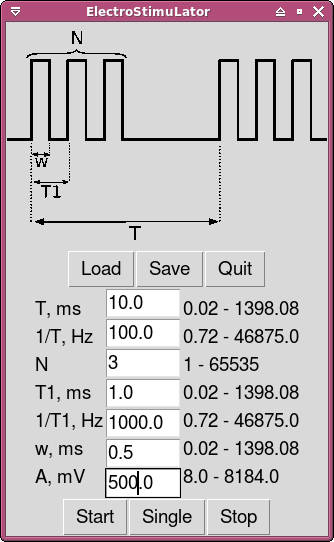 ElectroStimuLator
N
w
T1
T
Load Save Quit
T, ms 10.0 0.02 - 1398.08
1/T, Hz 100.0 0.72 - 46875.0
N 3 1 - 65535
T1, ms 1.0 0.02 - 1398.08
1/T1, Hz 1000.0 0.72 - 46875.0
w, ms 0.5 0.02 - 1398.08
A, mV 500.0 8.0 - 8184.0
Start Single Stop